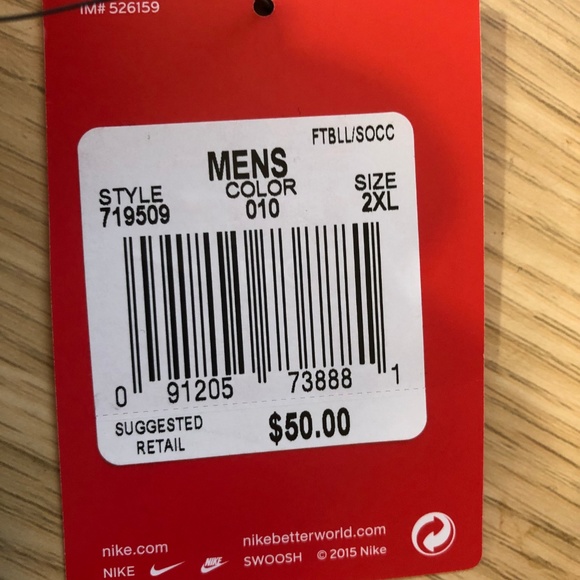 IM# 526159
FTBLL/SOCC
MENS
STYLE COLOR SIZE
719509 010 2XL
0 91205 73888 1
SUGGESTED
RETAIL $50.00
nike.com nikebetterworld.com
NIKE NIKE SWOOSH © 2015 Nike